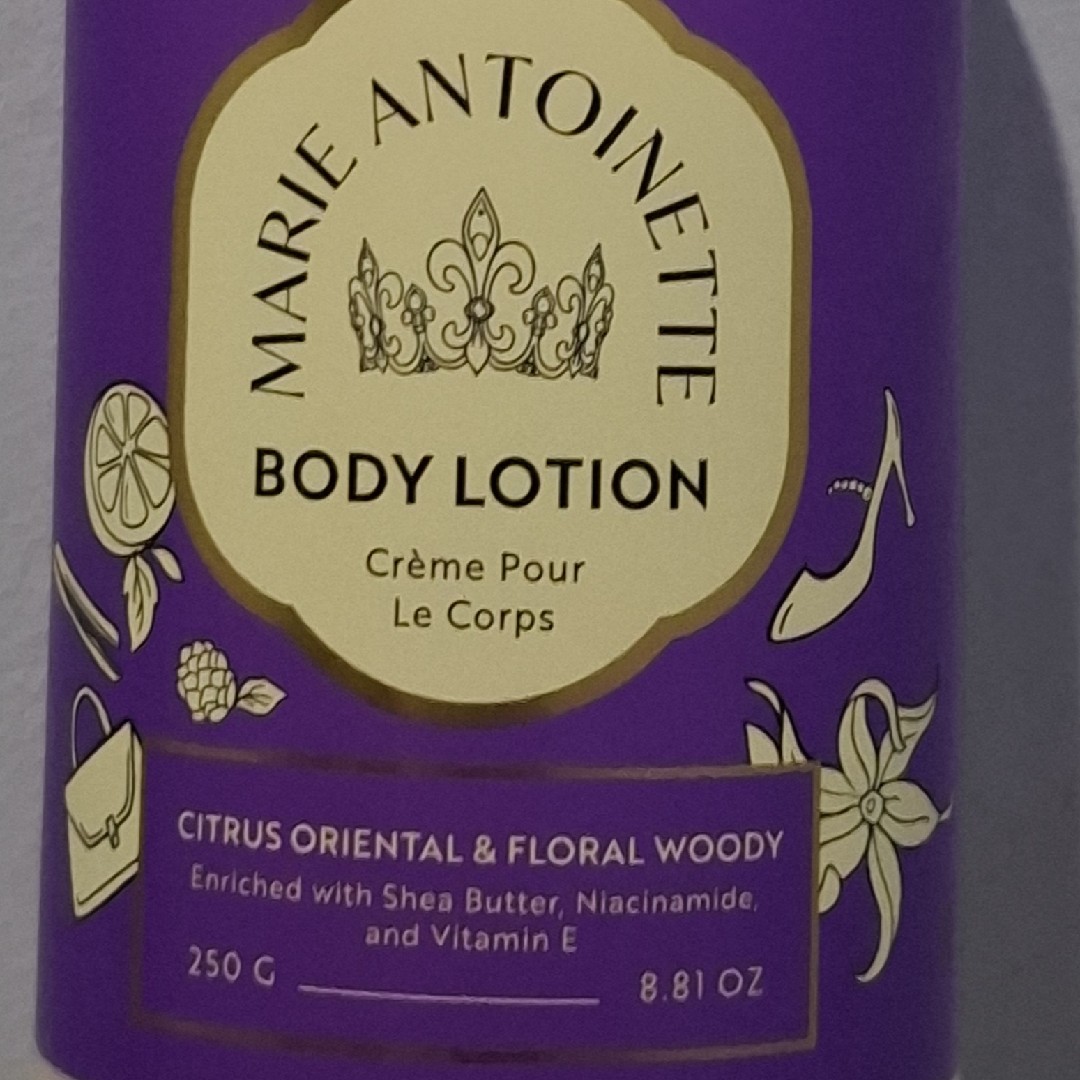 MARIE ANTOINETTE
BODY LOTION
Crème Pour
Le Corps
CITRUS ORIENTAL & FLORAL WOODY
Enriched with Shea Butter, Niacinamide,
and Vitamin E
250 G 8.81 OZ